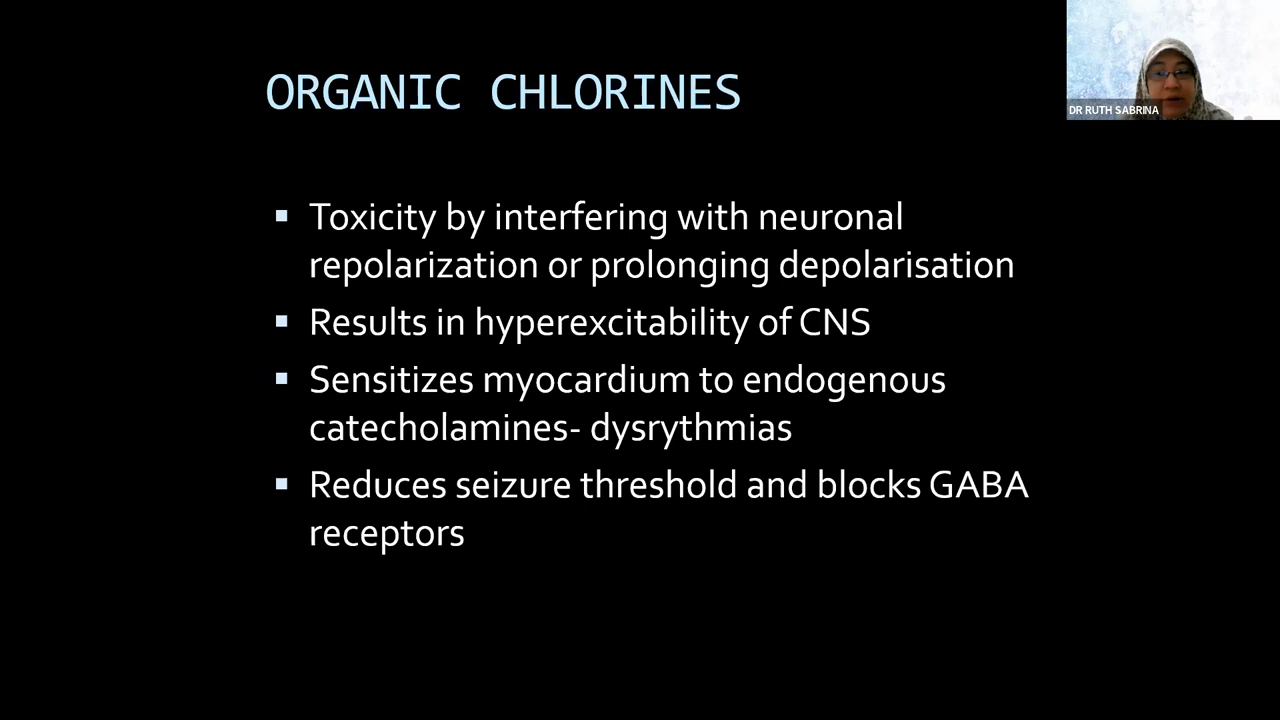 ORGANIC CHLORINES
DR RUTH SABRINA
▪ Toxicity by interfering with neuronal
repolarization or prolonging depolarisation
▪ Results in hyperexcitability of CNS
▪ Sensitizes myocardium to endogenous
catecholamines- dysrythmias
▪ Reduces seizure threshold and blocks GABA
receptors